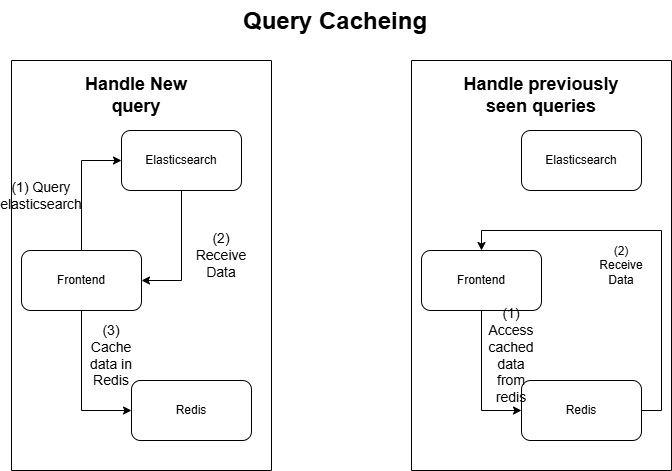 Query Cacheing
Handle New
query
Elasticsearch
(1) Query
elasticsearch
(2)
Receive
Data
Frontend
(3)
Cache
data in
Redis
Redis
Handle previously
seen queries
Elasticsearch
(2)
Receive
Data
Frontend
(1)
Access
cached
data
from
redis
Redis